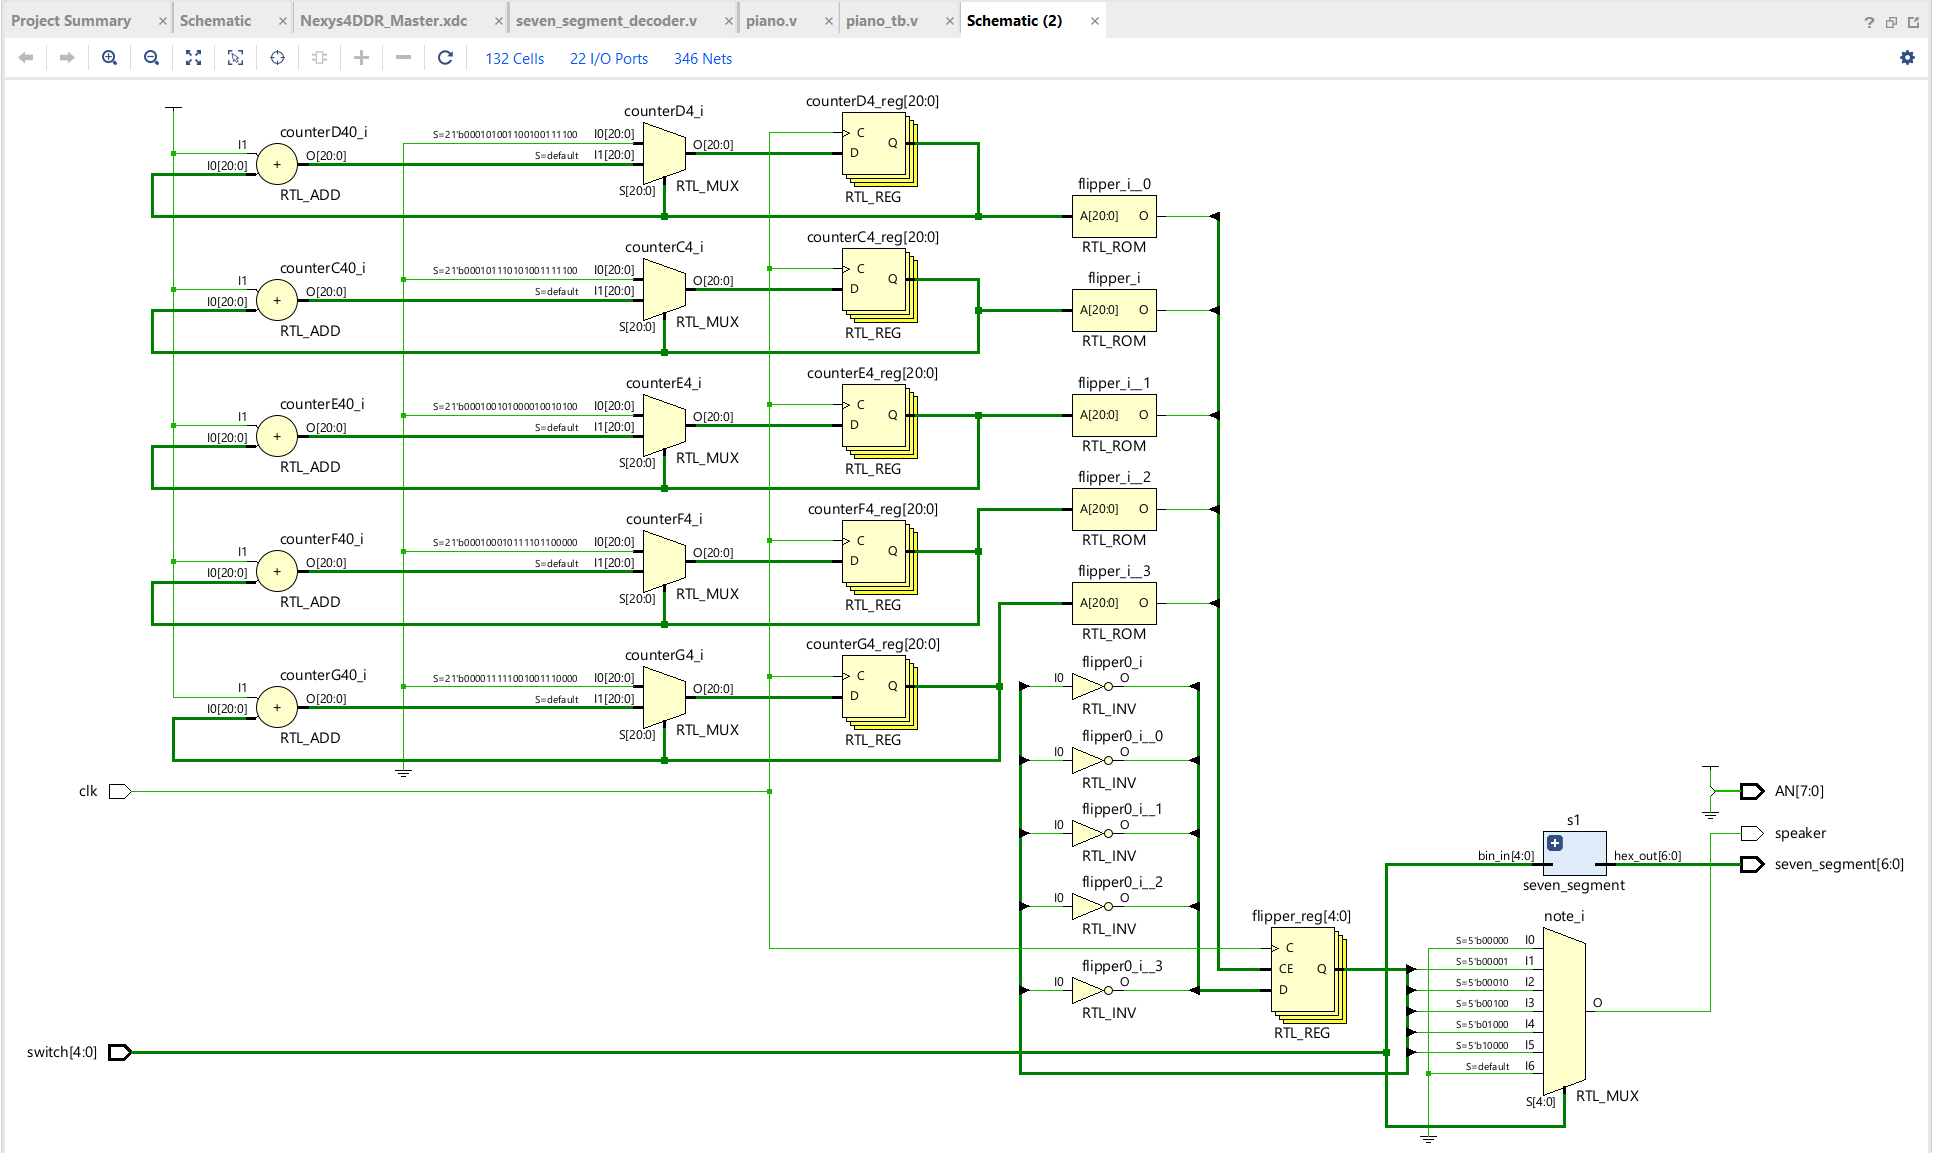 Project Summary × Schematic × Nexys4DDR_Master.xdc × seven_segment_decoder.v × piano.v × piano_tb.v × Schematic (2) ×
132 Cells 22 I/O Ports 346 Nets
counterD4_reg[20:0]
counterD4_i
counterD40_i
S=21'b000101001100100111100 I0[20:0]
C
I1 O[20:0] S=default I1[20:0] O[20:0] Q
I0[20:0] + D
S[20:0] RTL_MUX
RTL_ADD RTL_REG
flipper_i__0
A[20:0] O
RTL_ROM
counterC4_reg[20:0]
counterC4_i
counterC40_i
S=21'b000101110101001111100 I0[20:0]
C
I1 O[20:0] S=default I1[20:0] O[20:0] Q
I0[20:0] + D
S[20:0] RTL_MUX
RTL_ADD RTL_REG
flipper_i
A[20:0] O
RTL_ROM
counterE4_reg[20:0]
counterE4_i
counterE40_i
S=21'b000100101000010010100 I0[20:0]
C
I1 O[20:0] S=default I1[20:0] O[20:0] Q
I0[20:0] + D
S[20:0] RTL_MUX
RTL_ADD RTL_REG
flipper_i__1
A[20:0] O
RTL_ROM
flipper_i__2
A[20:0] O
RTL_ROM
counterF4_reg[20:0]
counterF4_i
counterF40_i
S=21'b000100010111101100000 I0[20:0]
C
I1 O[20:0] S=default I1[20:0] O[20:0] Q
I0[20:0] + D
S[20:0] RTL_MUX
RTL_ADD RTL_REG
flipper_i__3
A[20:0] O
RTL_ROM
counterG4_reg[20:0]
counterG4_i
counterG40_i
S=21'b000011111001001110000 I0[20:0]
C
I1 O[20:0] S=default I1[20:0] O[20:0] Q
I0[20:0] + D
S[20:0] RTL_MUX
RTL_ADD RTL_REG
flipper0_i
I0 O
RTL_INV
flipper0_i__0
I0 O
RTL_INV
clk
AN[7:0]
flipper0_i__1
I0 O
RTL_INV
s1
speaker
bin_in[4:0] hex_out[6:0] seven_segment[6:0]
seven_segment
flipper0_i__2
I0 O
RTL_INV
flipper0_i__3
I0 O
RTL_INV
flipper_reg[4:0]
C
CE Q
D
RTL_REG
note_i
S=5'b00000 I0
S=5'b00001 I1
S=5'b00010 I2
S=5'b00100 I3 O
S=5'b01000 I4
S=5'b10000 I5
S=default I6
S[4:0] RTL_MUX
switch[4:0]